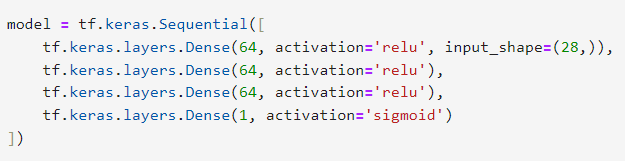 model = tf.keras.Sequential([
    tf.keras.layers.Dense(64, activation='relu', input_shape=(28,)),
    tf.keras.layers.Dense(64, activation='relu'),
    tf.keras.layers.Dense(64, activation='relu'),
    tf.keras.layers.Dense(1, activation='sigmoid')
])